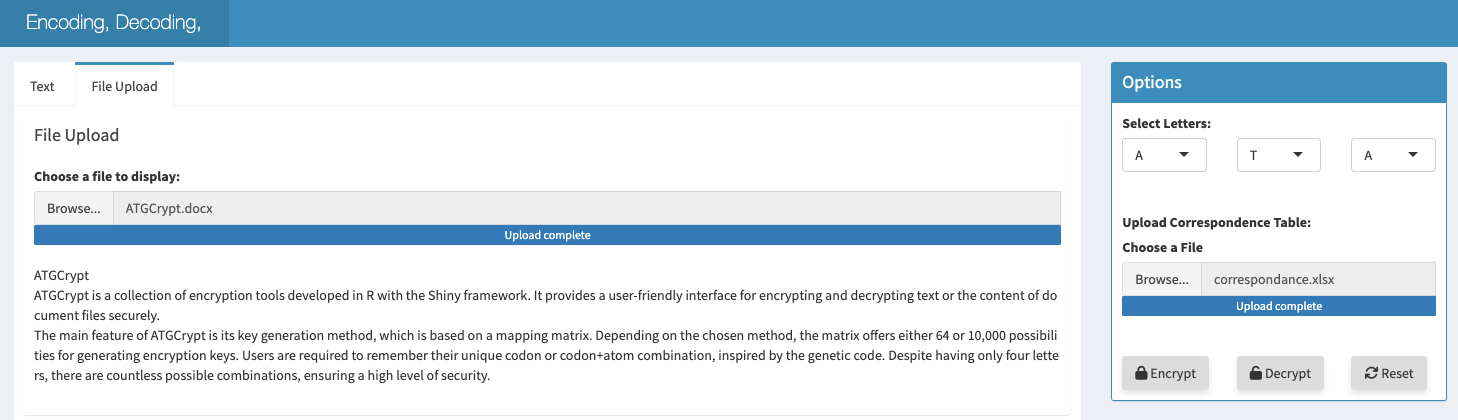 Encoding, Decoding,
Text
File Upload
File Upload
Choose a file to display:
Browse...
ATGCrypt.docx
Upload complete
ATGCrypt
ATGCrypt is a collection of encryption tools developed in R with the Shiny framework. It provides a user-friendly interface for encrypting and decrypting text or the content of do
cument files securely.
The main feature of ATGCrypt is its key generation method, which is based on a mapping matrix. Depending on the chosen method, the matrix offers either 64 or 10,000 possibili
ties for generating encryption keys. Users are required to remember their unique codon or codon+atom combination, inspired by the genetic code. Despite having only four lette
rs, there are countless possible combinations, ensuring a high level of security.
Options
Select Letters:
A
T
A
Upload Correspondence Table:
Choose a File
Browse...
correspondance.xlsx
Upload complete
Encrypt
Decrypt
Reset